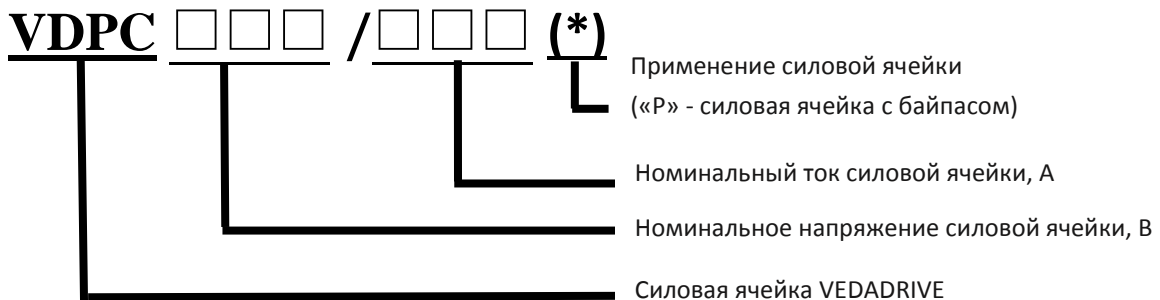 VDPC □□□ /□□□ (*)
Применение силовой ячейки
(«Р» - силовая ячейка с байпасом)
Номинальный ток силовой ячейки, А
Номинальное напряжение силовой ячейки, В
Силовая ячейка VEDADRIVE